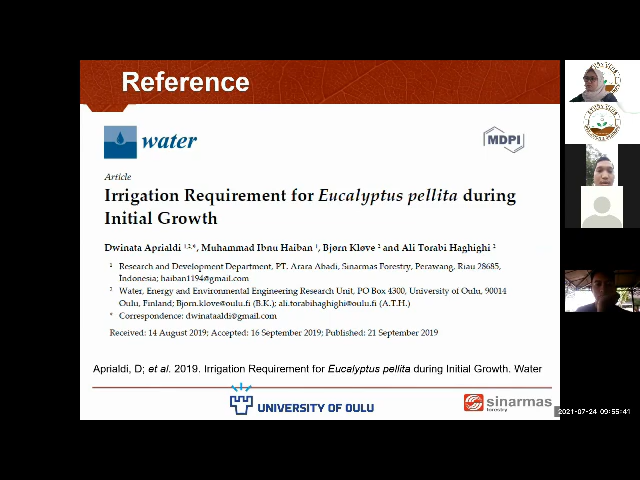 Reference
water
MDPI
Article
Irrigation Requirement for Eucalyptus pellita during
Initial Growth
Dwinata Aprialdi 1,2,*, Muhammad Ibnu Haiban 1, Bjørn Kløve 2 and Ali Torabi Haghighi 2
1 Research and Development Department, PT. Arara Abadi, Sinarmas Forestry, Perawang, Riau 28685,
Indonesia; haiban1194@gmail.com
2 Water, Energy and Environmental Engineering Research Unit, PO Box 4300, University of Oulu, 90014
Oulu, Finland; Bjorn.klove@oulu.fi (B.K.); ali.torabihaghighi@oulu.fi (A.T.H)
* Correspondence: dwinataaldi@gmail.com
Received: 14 August 2019; Accepted: 16 September 2019; Published: 21 September 2019
Aprialdi, D; et al. 2019. Irrigation Requirement for Eucalyptus pellita during Initial Growth. Water
UNIVERSITY OF OULU
sinarmas
forestry
2021-07-24 09:55:41